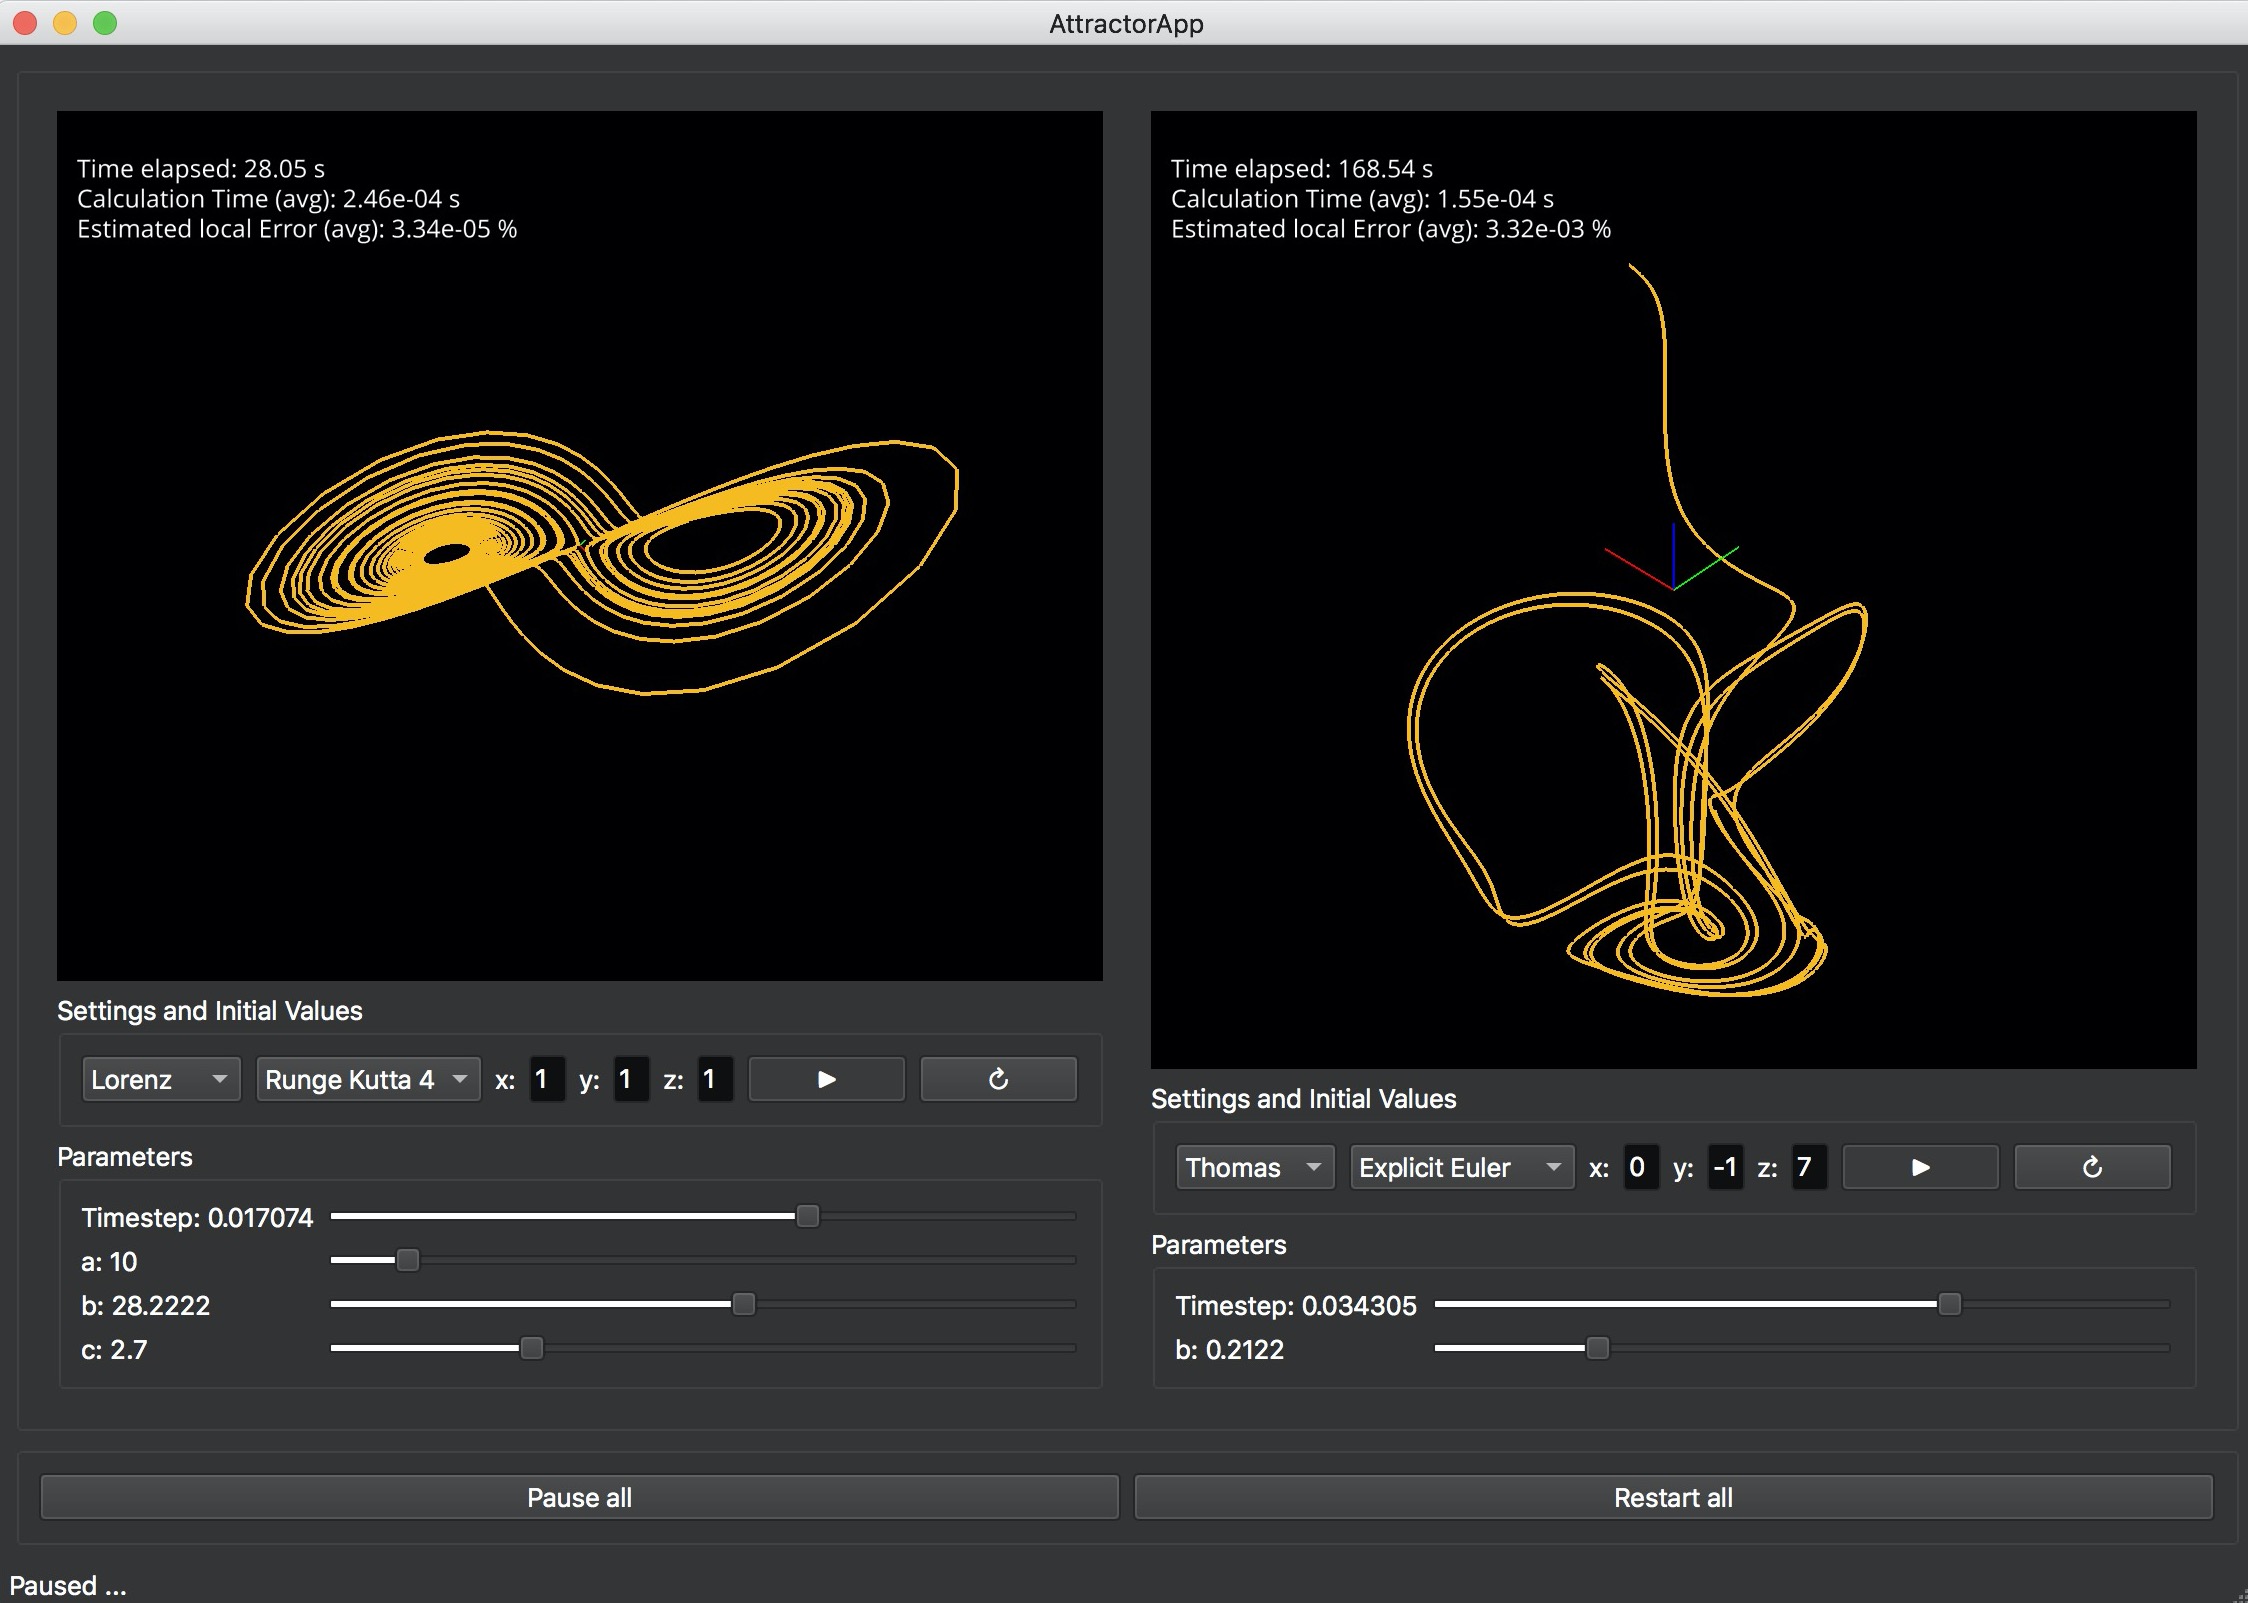 AttractorApp
Time elapsed: 28.05 s
Calculation Time (avg): 2.46e-04 s
Estimated local Error (avg): 3.34e-05 %
Settings and Initial Values
Lorenz Runge Kutta 4 x: 1 y: 1 z: 1
Parameters
Timestep: 0.017074
a: 10
b: 28.2222
c: 2.7
Time elapsed: 168.54 s
Calculation Time (avg): 1.55e-04 s
Estimated local Error (avg): 3.32e-03 %
Settings and Initial Values
Thomas Explicit Euler x: 0 y: -1 z: 7
Parameters
Timestep: 0.034305
b: 0.2122
Pause all
Restart all
Paused ...